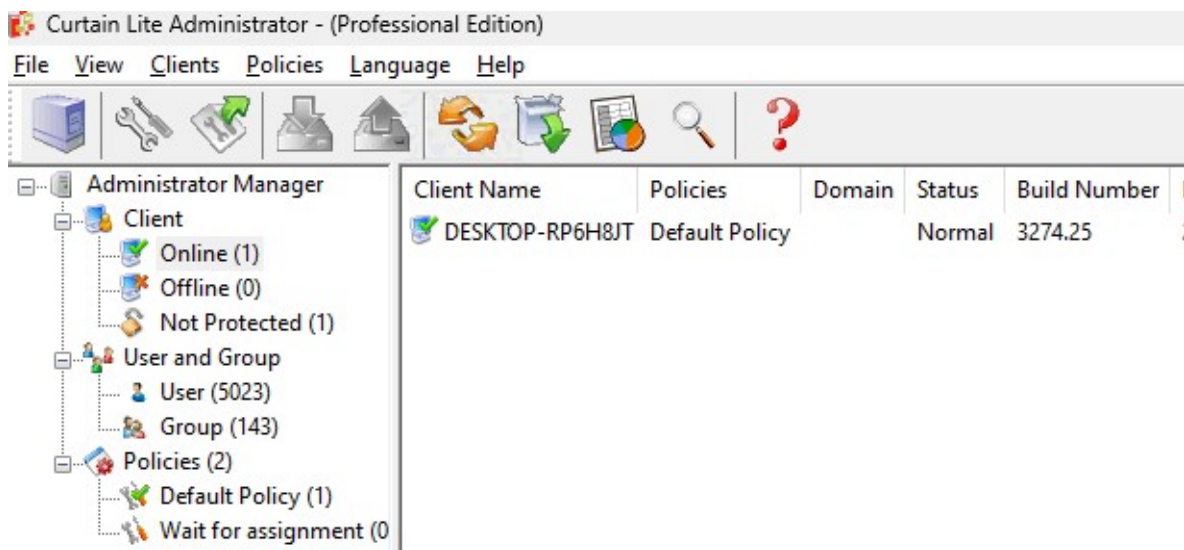 Curtain Lite Administrator - (Professional Edition)
File View Clients Policies Language Help
Administrator Manager
Client
Online (1)
Offline (0)
Not Protected (1)
User and Group
User (5023)
Group (143)
Policies (2)
Default Policy (1)
Wait for assignment (0
Client Name Policies Domain Status Build Number
DESKTOP-RP6H8JT Default Policy Normal 3274.25